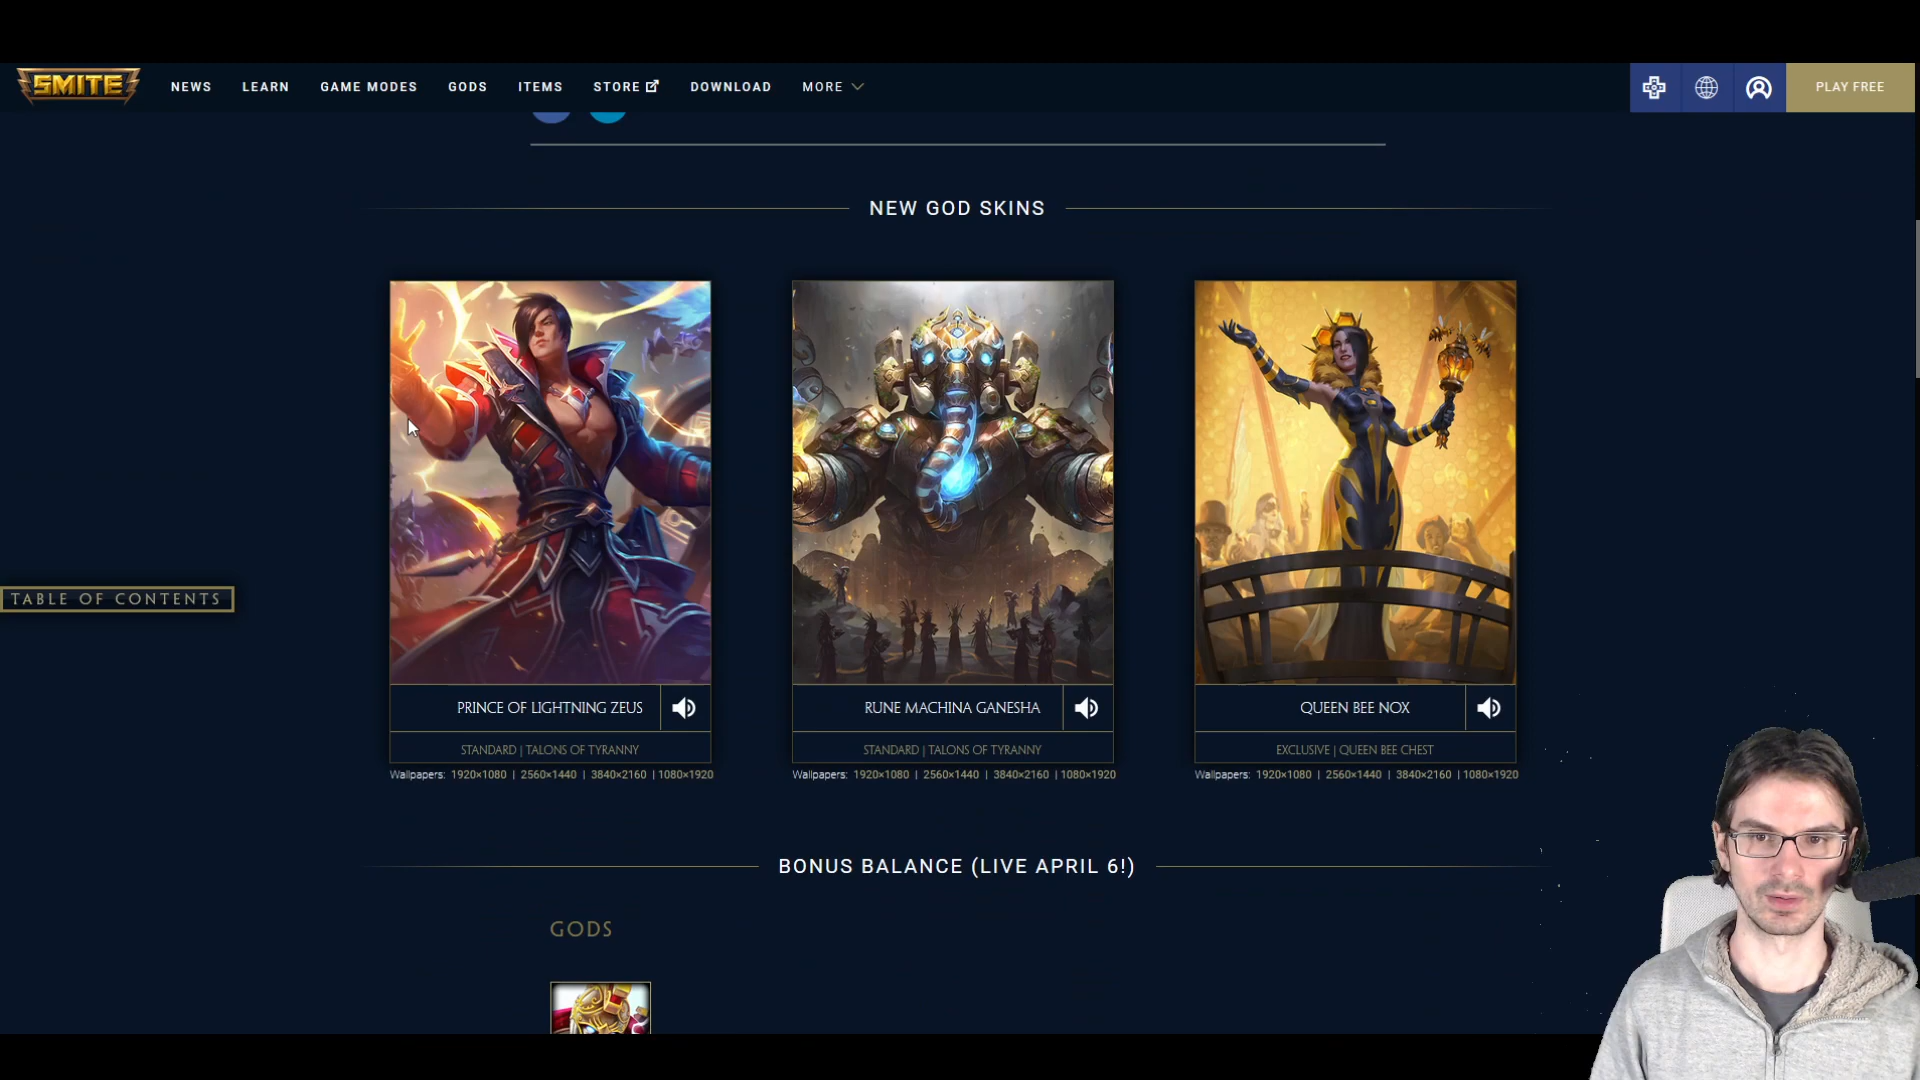 SMITE
NEWS LEARN GAME MODES GODS ITEMS STORE DOWNLOAD MORE
PLAY FREE
NEW GOD SKINS
PRINCE OF LIGHTNING ZEUS
STANDARD | TALONS OF TYRANNY
Wallpapers: 1920×1080 | 2560×1440 | 3840×2160 | 1080×1920
RUNE MACHINA GANESHA
STANDARD | TALONS OF TYRANNY
Wallpapers: 1920×1080 | 2560×1440 | 3840×2160 | 1080×1920
QUEEN BEE NOX
EXCLUSIVE | QUEEN BEE CHEST
Wallpapers: 1920×1080 | 2560×1440 | 3840×2160 | 1080×1920
TABLE OF CONTENTS
BONUS BALANCE (LIVE APRIL 6!)
GODS